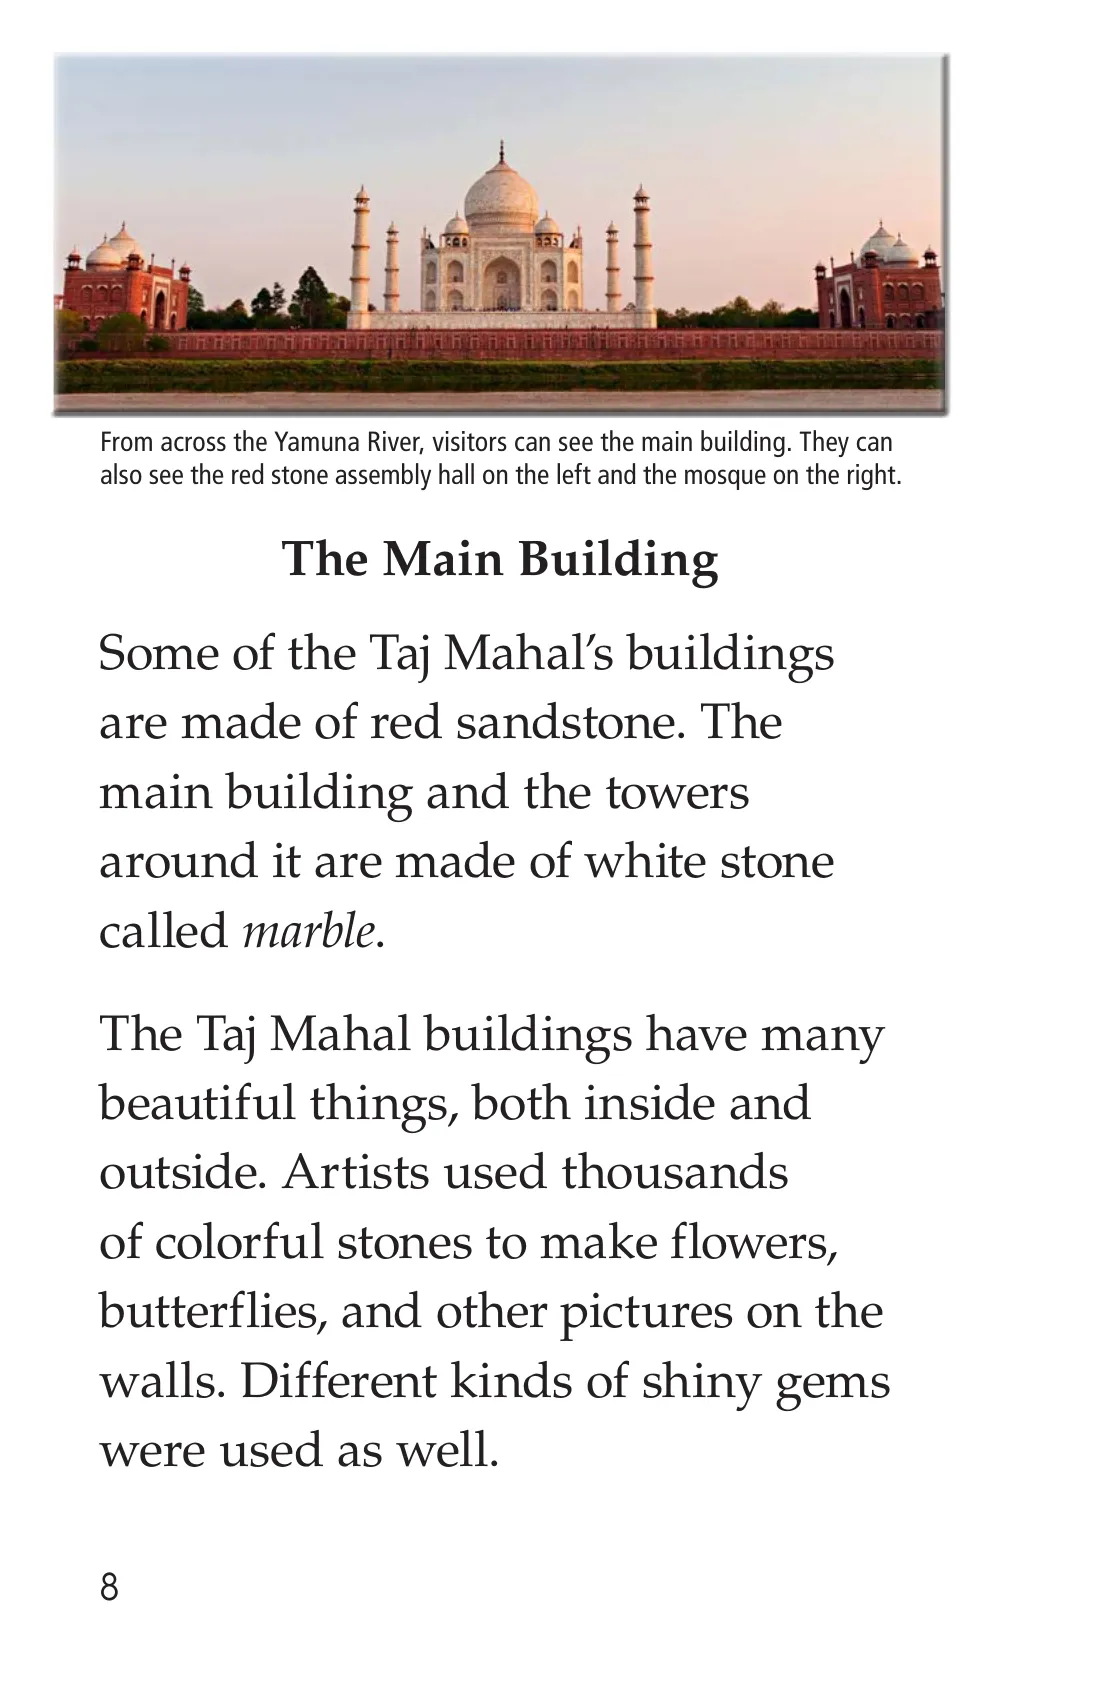 From across the Yamuna River, visitors can see the main building. They can
also see the red stone assembly hall on the left and the mosque on the right.
The Main Building
Some of the Taj Mahal’s buildings
are made of red sandstone. The
main building and the towers
around it are made of white stone
called marble.
The Taj Mahal buildings have many
beautiful things, both inside and
outside. Artists used thousands
of colorful stones to make flowers,
butterflies, and other pictures on the
walls. Different kinds of shiny gems
were used as well.
8